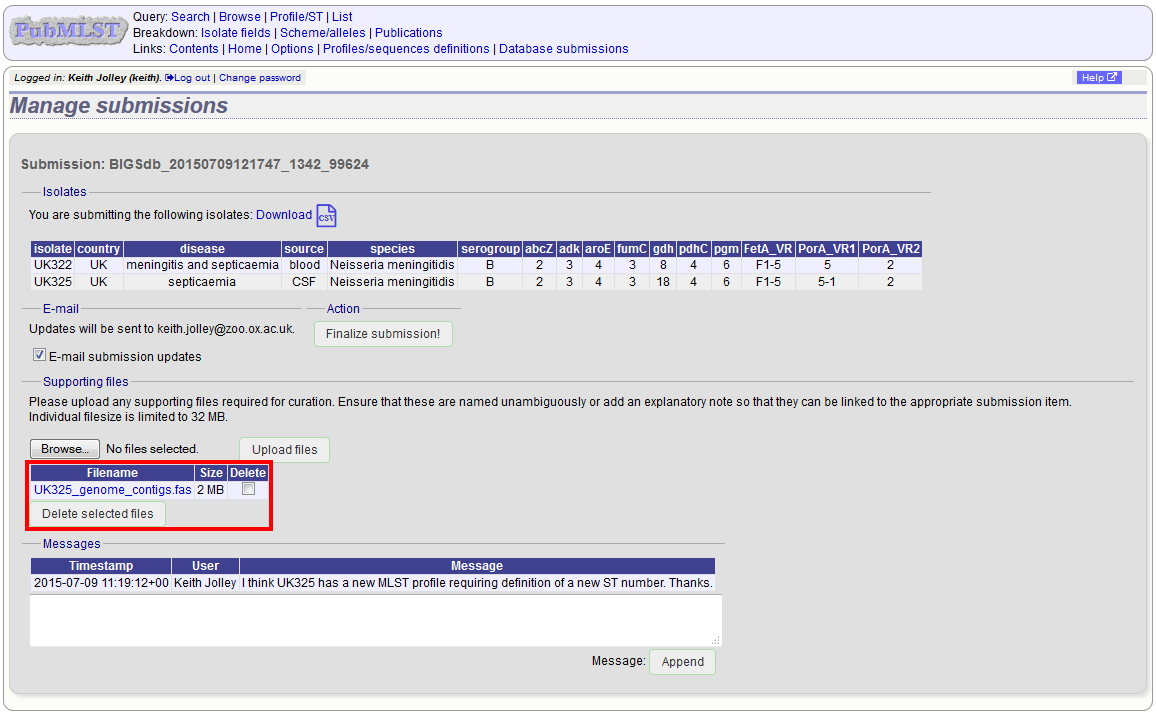 PubMLST
Query: Search | Browse | Profile/ST | List
Breakdown: Isolate fields | Scheme/alleles | Publications
Links: Contents | Home | Options | Profiles/sequences definitions | Database submissions
Logged in: Keith Jolley (keith). Log out | Change password
Help
Manage submissions
Submission: BIGSdb_20150709121747_1342_99624
Isolates
You are submitting the following isolates: Download CSV
isolate country disease source species serogroup abcZ adk aroE fumC gdh pdhC pgm FetA_VR PorA_VR1 PorA_VR2
UK322 UK meningitis and septicaemia blood Neisseria meningitidis B 2 3 4 3 8 4 6 F1-5 5 2
UK325 UK septicaemia CSF Neisseria meningitidis B 2 3 4 3 18 4 6 F1-5 5-1 2
E-mail
Action
Updates will be sent to keith.jolley@zoo.ox.ac.uk.
Finalize submission!
E-mail submission updates
Supporting files
Please upload any supporting files required for curation. Ensure that these are named unambiguously or add an explanatory note so that they can be linked to the appropriate submission item.
Individual filesize is limited to 32 MB.
Browse... No files selected. Upload files
Filename Size Delete
UK325_genome_contigs.fas 2 MB
Delete selected files
Messages
Timestamp User Message
2015-07-09 11:19:12+00 Keith Jolley I think UK325 has a new MLST profile requiring definition of a new ST number. Thanks.
Message: Append